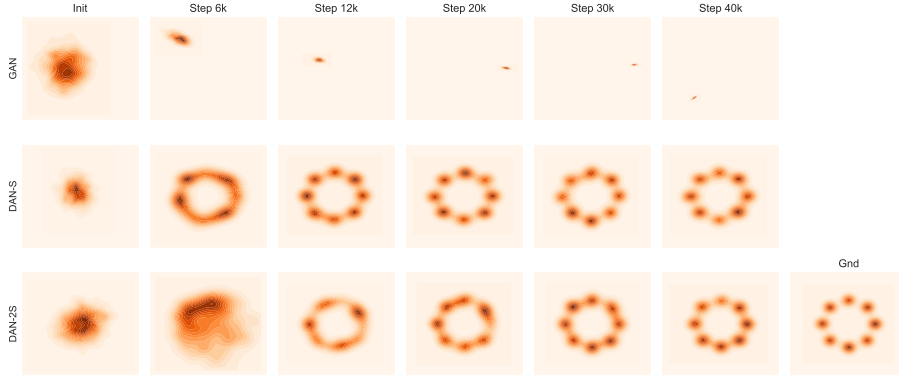 Init Step 6k Step 12k Step 20k Step 30k Step 40k
GAN
DAN-S
Gnd
DAN-2S